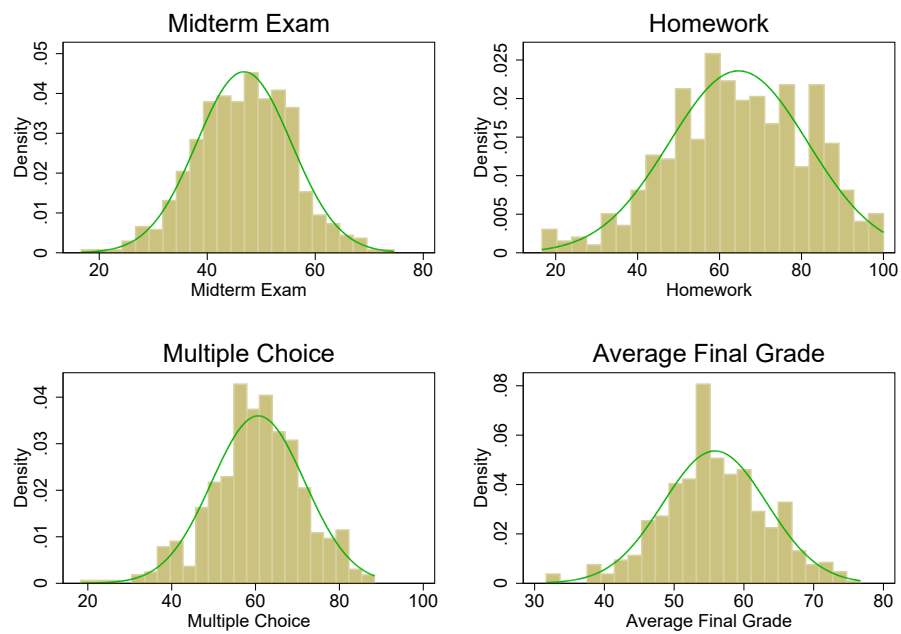 Midterm Exam
Density
0 .01 .02 .03 .04 .05
20 40 60 80
Midterm Exam
Homework
Density
0 .005 .01 .015 .02 .025
20 40 60 80 100
Homework
Multiple Choice
Density
0 .01 .02 .03 .04
20 40 60 80 100
Multiple Choice
Average Final Grade
Density
0 .02 .04 .06 .08
30 40 50 60 70 80
Average Final Grade